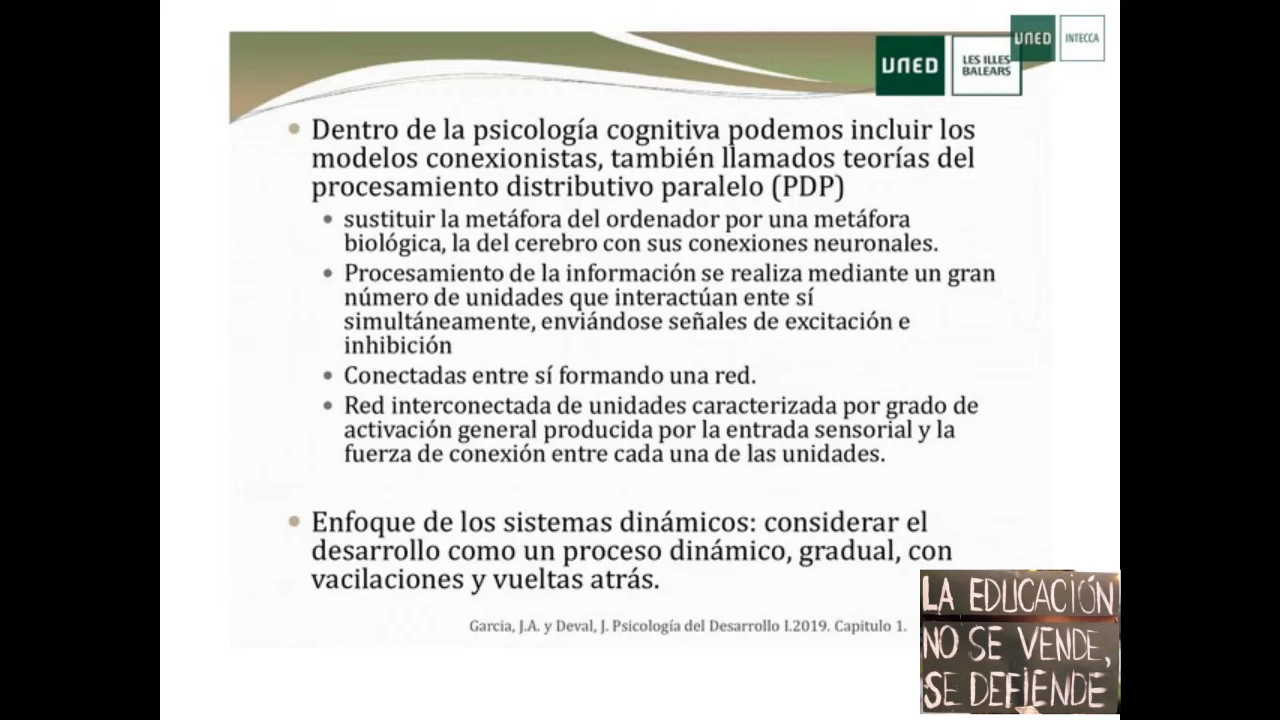 UNED
INTECCA
UNED
LES ILLES
BALEARS
• Dentro de la psicología cognitiva podemos incluir los
modelos conexionistas, también llamados teorías del
procesamiento distributivo paralelo (PDP)
• sustituir la metáfora del ordenador por una metáfora
biológica, la del cerebro con sus conexiones neuronales.
• Procesamiento de la información se realiza mediante un gran
número de unidades que interactúan ente sí
simultáneamente, enviándose señales de excitación e
inhibición
• Conectadas entre sí formando una red.
• Red interconectada de unidades caracterizada por grado de
activación general producida por la entrada sensorial y la
fuerza de conexión entre cada una de las unidades.
• Enfoque de los sistemas dinámicos: considerar el
desarrollo como un proceso dinámico, gradual, con
vacilaciones y vueltas atrás.
Garcia, J.A. y Deval, J. Psicología del Desarrollo I.2019. Capitulo 1.
LA EDUCACIÓN
NO SE VENDE,
SE DEFIENDE